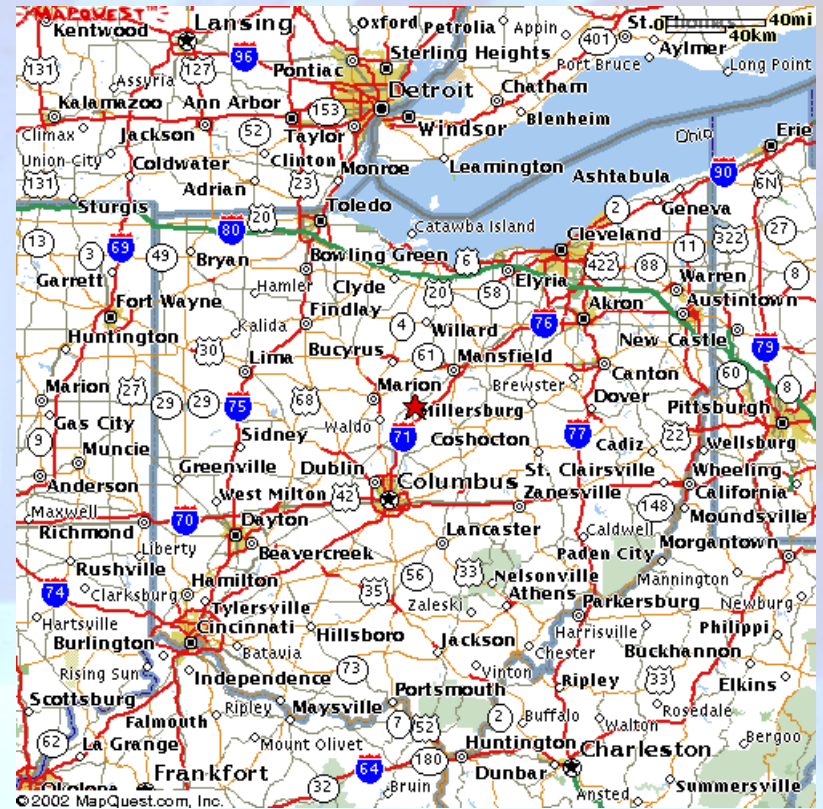 MAPQUEST™
Kentwood
Lansing
Oxford
Petrolia
Appin
St. Thomas
40mi
40km
401
Aylmer
Port Bruce
Long Point
96
Sterling Heights
Pontiac
131
127
Assyria
Detroit
Chatham
Kalamazoo
Ann Arbor
153
Blenheim
Windsor
Climax
Jackson
52
Taylor
Ohio
Erie
Union City
Coldwater
Clinton
Monroe
Leamington
131
Adrian
23
Ashtabula
90
6N
Sturgis
20
Toledo
2
Geneva
Catawba Island
13
3
69
49
80
Cleveland
11
322
27
Bryan
Bowling Green
6
422
88
8
Garrett
Hamler
Clyde
20
58
Elyria
Warren
Fort Wayne
Findlay
Akron
Austintown
Kalida
4
Willard
76
Huntington
30
Lima
Bucyrus
61
Mansfield
New Castle
79
Marion
27
Marion
Brewster
Canton
60
8
29
29
75
68
Millersburg
Dover
Pittsburgh
Gas City
Waldo
71
Coshocton
77
Cadiz
22
9
Muncie
Sidney
Wellsburg
Anderson
Greenville
Dublin
Columbus
St. Clairsville
Wheeling
West Milton
42
Zanesville
California
Maxwell
70
Dayton
148
Moundsville
Richmond
Lancaster
Caldwell
Liberty
Beavercreek
Paden City
Morgantown
Rushville
56
33
Nelsonville
Mannington
74
Clarksburg
Hamilton
35
Athens
Newburg
Tylersville
Zaleski
Parkersburg
Hartsville
Cincinnati
Hillsboro
Harrisville
Philippi
Burlington
Batavia
Jackson
Chester
Buckhannon
Rising Sun
Independence
73
Vinton
Ripley
33
Elkins
Scottsburg
Ripley
Maysville
Portsmouth
Rosedale
Falmouth
7
52
2
Buffalo
Walton
Bergoo
62
La Grange
Mount Olivet
180
Huntington
Charleston
Frankfort
64
Dunbar
Okolona
32
Bruin
Ansted
Summersville
©2002 MapQuest.com, Inc.